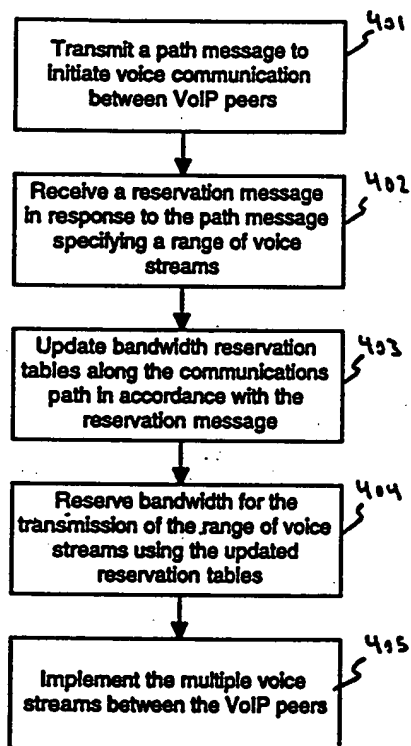 401
Transmit a path message to
initiate voice communication
between VoIP peers
402
Receive a reservation message
in response to the path message
specifying a range of voice
streams
403
Update bandwidth reservation
tables along the communications
path in accordance with the
reservation message
404
Reserve bandwidth for the
transmission of the range of voice
streams using the updated
reservation tables
405
Implement the multiple voice
streams between the VoIP peers